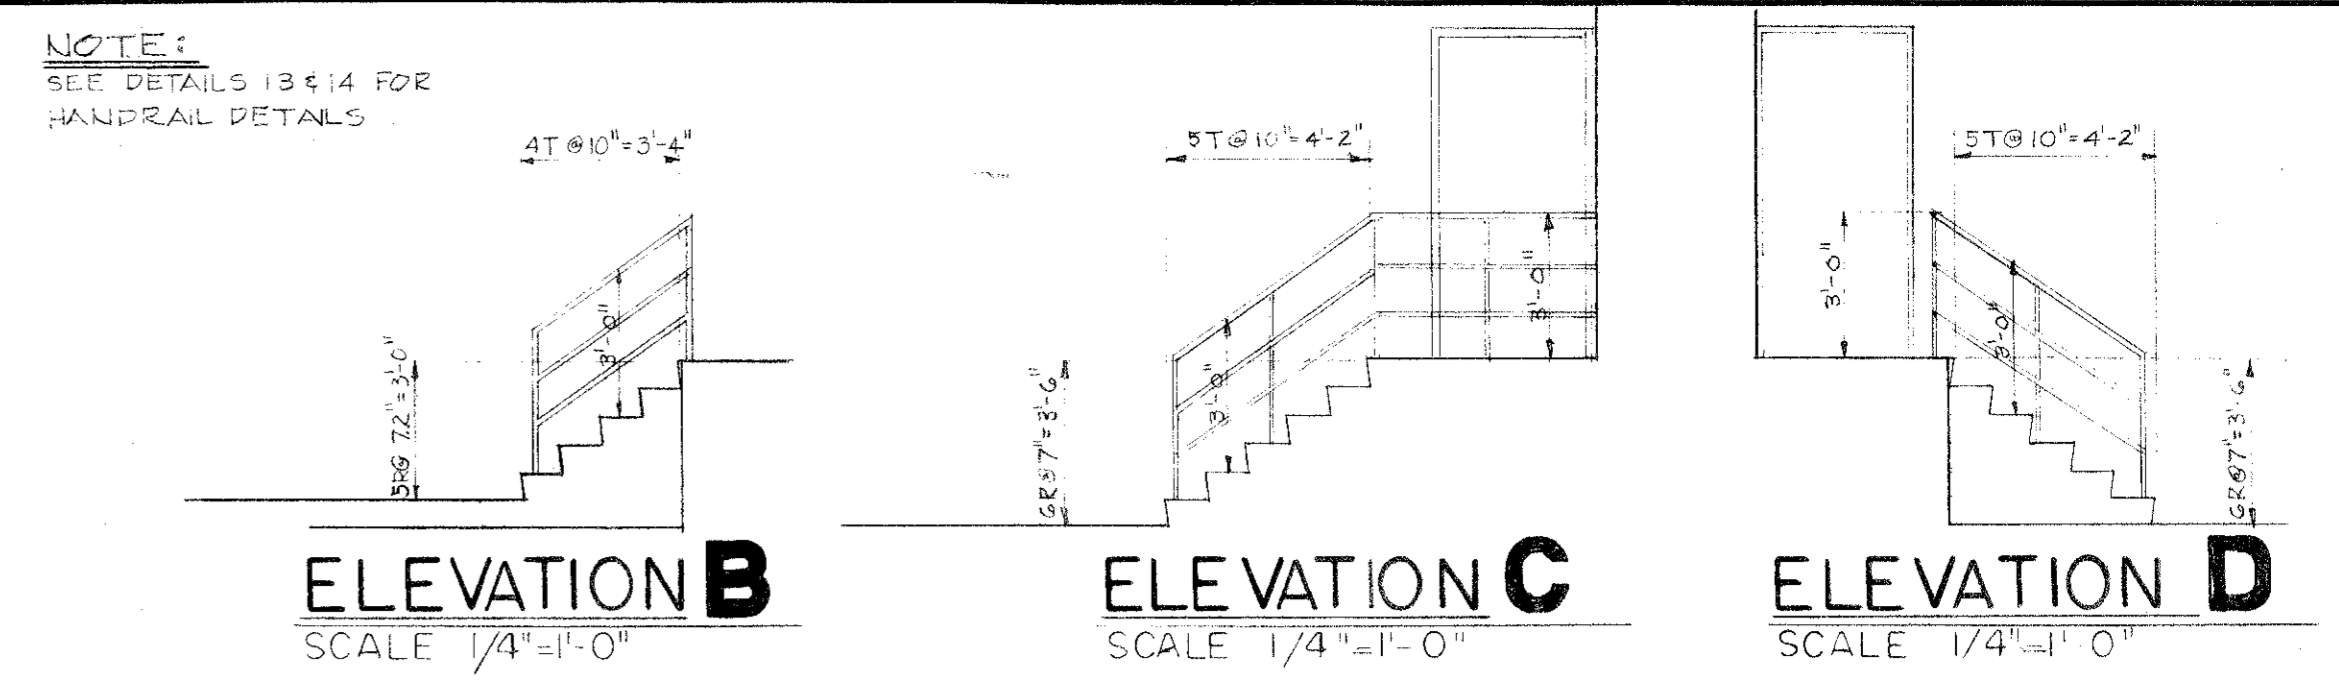 NOTE:
SEE DETAILS 13 & 14 FOR
HANDRAIL DETAILS
4T @ 10"=3'-4"
5R@ 7.2"=3'-0"
3'-0"
ELEVATION B
SCALE 1/4"=1'-0"
5T@10"=4'-2"
6R@7"=3'-6"
3'-0"
3'-0"
ELEVATION C
SCALE 1/4"=1'-0"
5T@10"=4'-2"
3'-0"
3'-0"
6R@7"=3'-6"
ELEVATION D
SCALE 1/4"=1'-0"